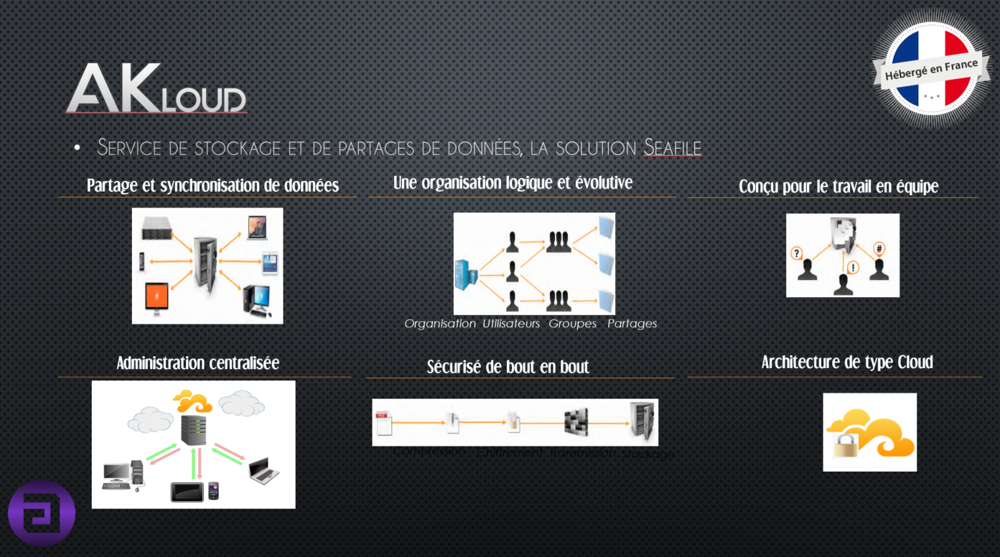 AKLOUD
Hébergé en France
• SERVICE DE STOCKAGE ET DE PARTAGES DE DONNÉES, LA SOLUTION SEAFILE
Partage et synchronisation de données
Une organisation logique et évolutive
Conçu pour le travail en équipe
?
!
#
Organisation Utilisateurs Groupes Partages
Administration centralisée
Sécurisé de bout en bout
Architecture de type Cloud
Compression Chiffrement Transmission Stockage